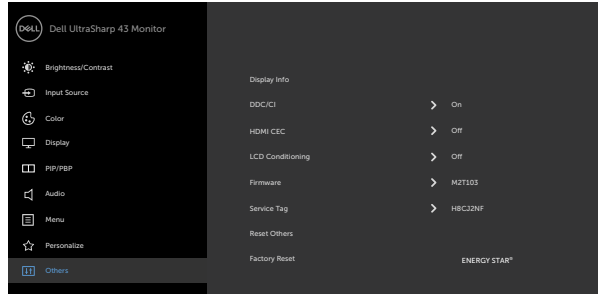 DELL Dell UltraSharp 43 Monitor
Brightness/Contrast
Input Source
Color
Display
PIP/PBP
Audio
Menu
Personalize
Others
Display Info
DDC/CI On
HDMI CEC Off
LCD Conditioning Off
Firmware M2T103
Service Tag H8CJ2NF
Reset Others
Factory Reset ENERGY STAR®